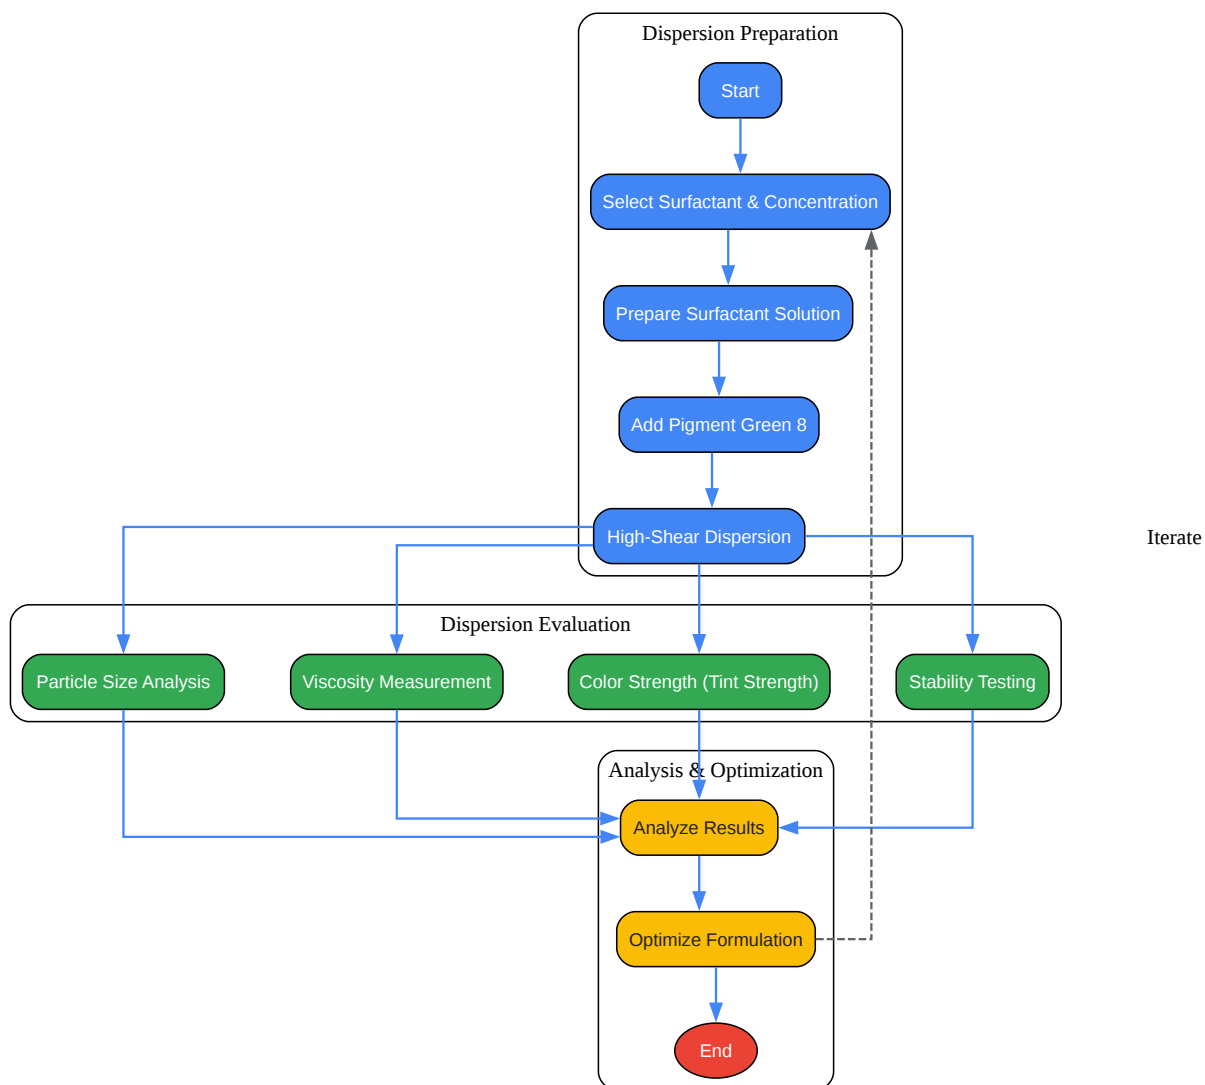 Dispersion Preparation
Start
Select Surfactant & Concentration
Prepare Surfactant Solution
Add Pigment Green 8
High-Shear Dispersion
Iterate
Dispersion Evaluation
Particle Size Analysis
Viscosity Measurement
Color Strength (Tint Strength)
Stability Testing
Analysis & Optimization
Analyze Results
Optimize Formulation
End